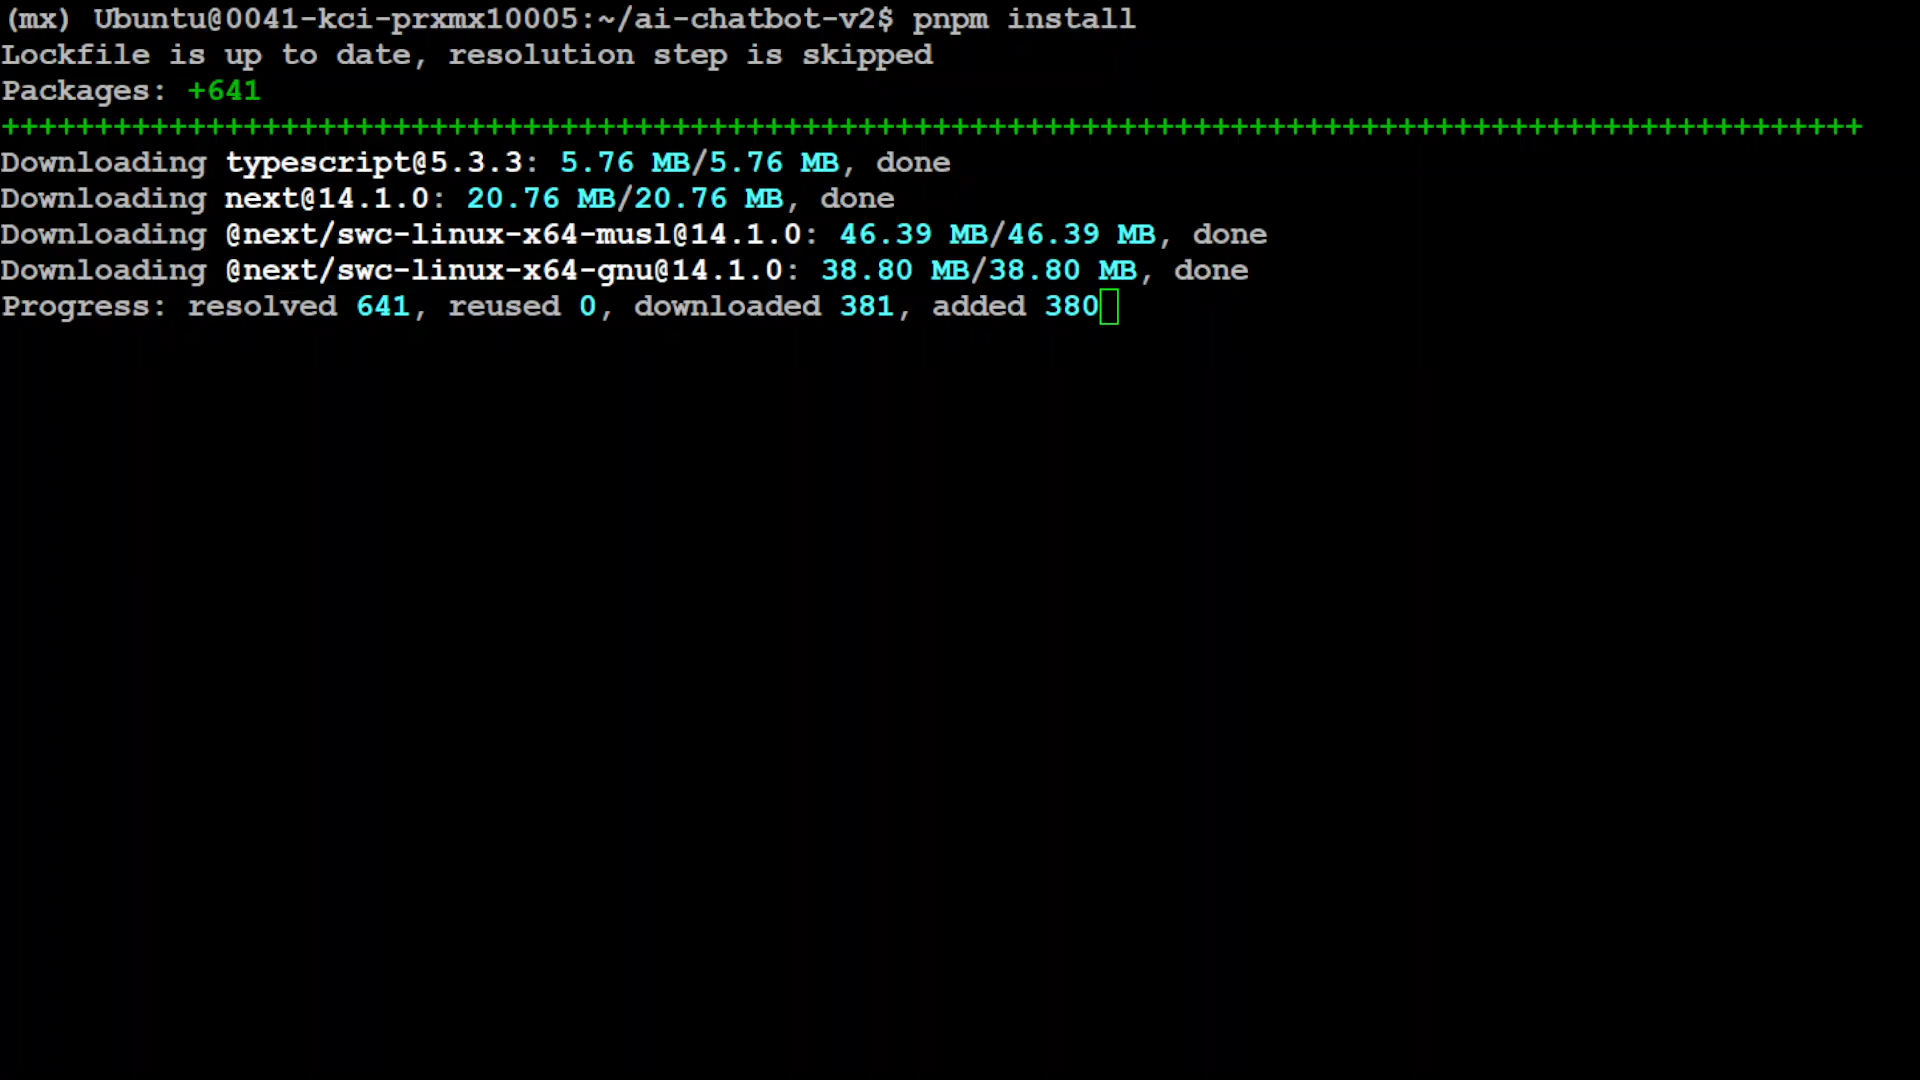 (mx) Ubuntu@0041-kci-prxmx10005:~/ai-chatbot-v2$ pnpm install
Lockfile is up to date, resolution step is skipped
Packages: +641
++++++++++++++++++++++++++++++++++++++++++++++++++++++++++++++++++++++++++++++++++++++++++++++++++++
Downloading typescript@5.3.3: 5.76 MB/5.76 MB, done
Downloading next@14.1.0: 20.76 MB/20.76 MB, done
Downloading @next/swc-linux-x64-musl@14.1.0: 46.39 MB/46.39 MB, done
Downloading @next/swc-linux-x64-gnu@14.1.0: 38.80 MB/38.80 MB, done
Progress: resolved 641, reused 0, downloaded 381, added 380